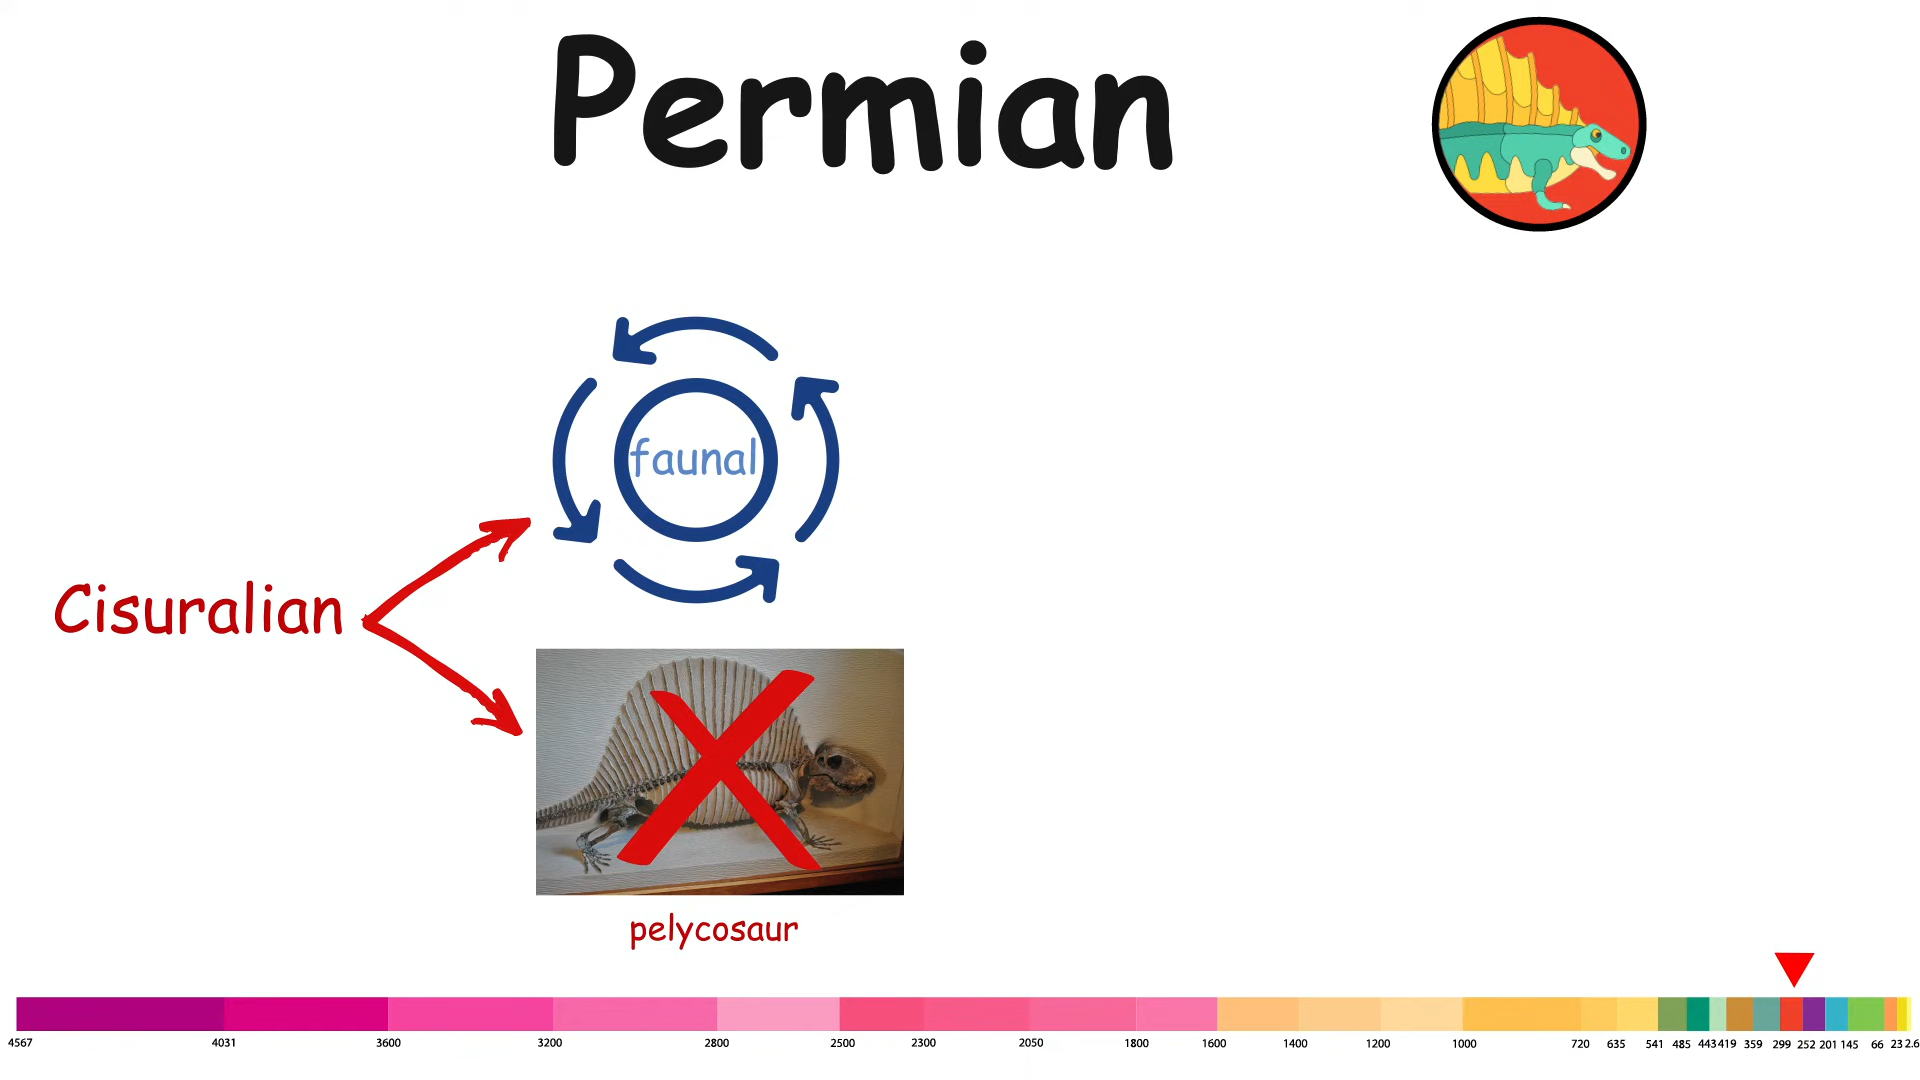 Permian
faunal
Cisuralian
pelycosaur
4567 4031 3600 3200 2800 2500 2300 2050 1800 1600 1400 1200 1000 720 635 541 485 443 419 359 299 252 201 145 66 23 2.6